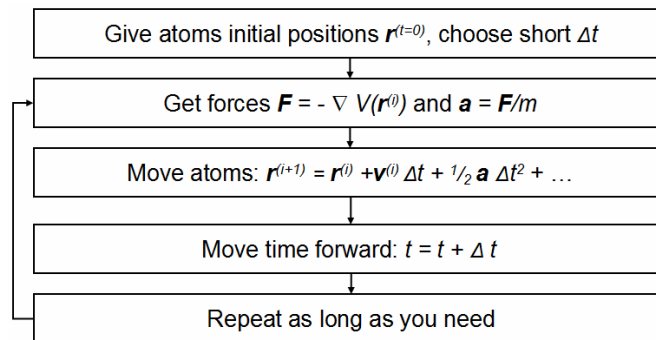 Give atoms initial positions r⁽ᵗ⁼⁰⁾, choose short Δt
Get forces F = - ∇ V(r⁽ⁱ⁾) and a = F/m
Move atoms: r⁽ⁱ⁺¹⁾ = r⁽ⁱ⁾ +v⁽ⁱ⁾ Δt + ¹/₂ a Δt² + …
Move time forward: t = t + Δ t
Repeat as long as you need